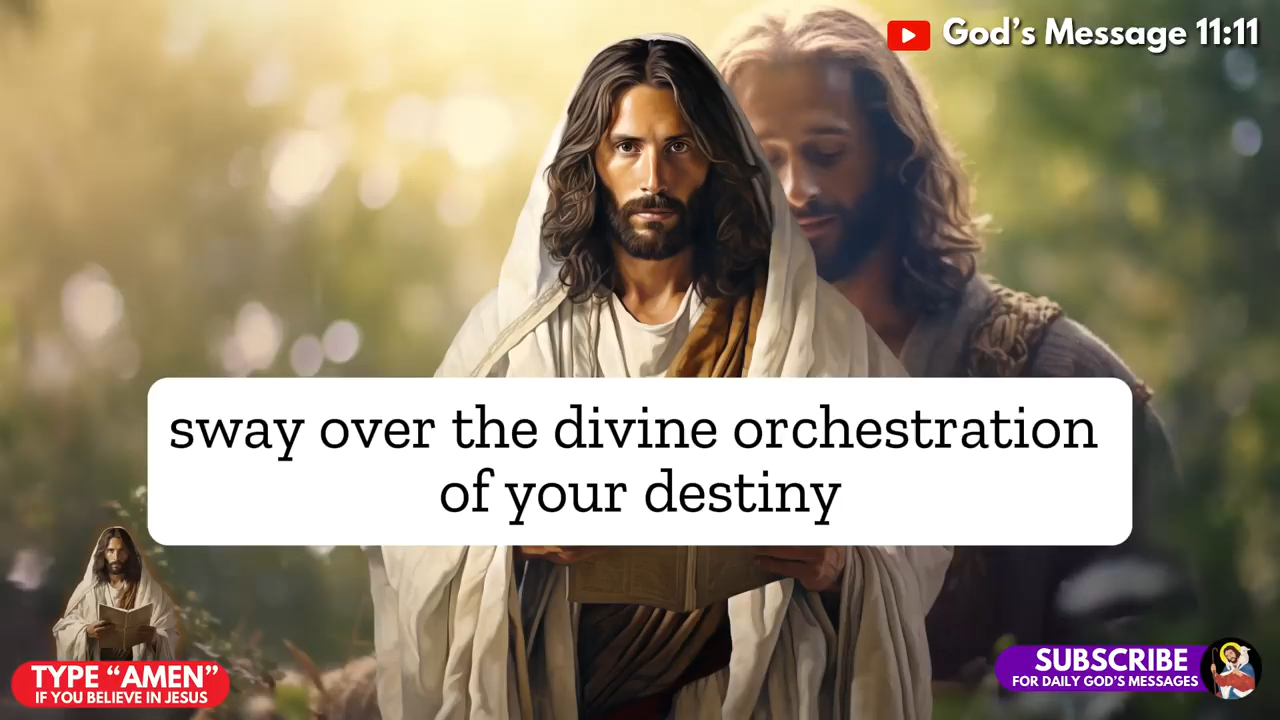 God's Message 11:11
sway over the divine orchestration
of your destiny
TYPE “AMEN”
IF YOU BELIEVE IN JESUS
SUBSCRIBE
FOR DAILY GOD'S MESSAGES